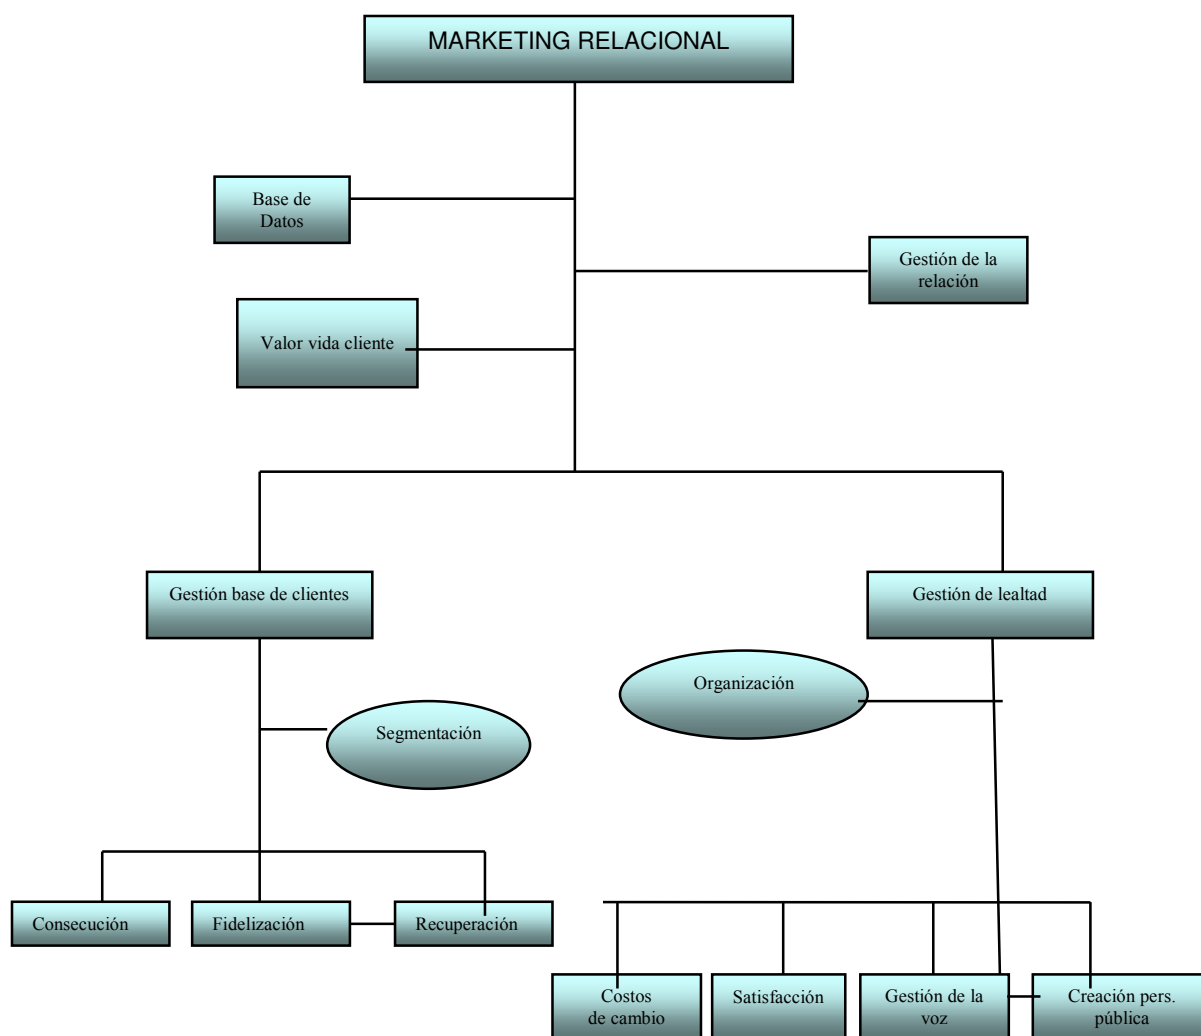 MARKETING RELACIONAL
Base de
Datos
Gestión de la
relación
Valor vida cliente
Gestión base de clientes
Gestión de lealtad
Organización
Segmentación
Consecución
Fidelización
Recuperación
Costos
de cambio
Satisfacción
Gestión de la
voz
Creación pers.
pública